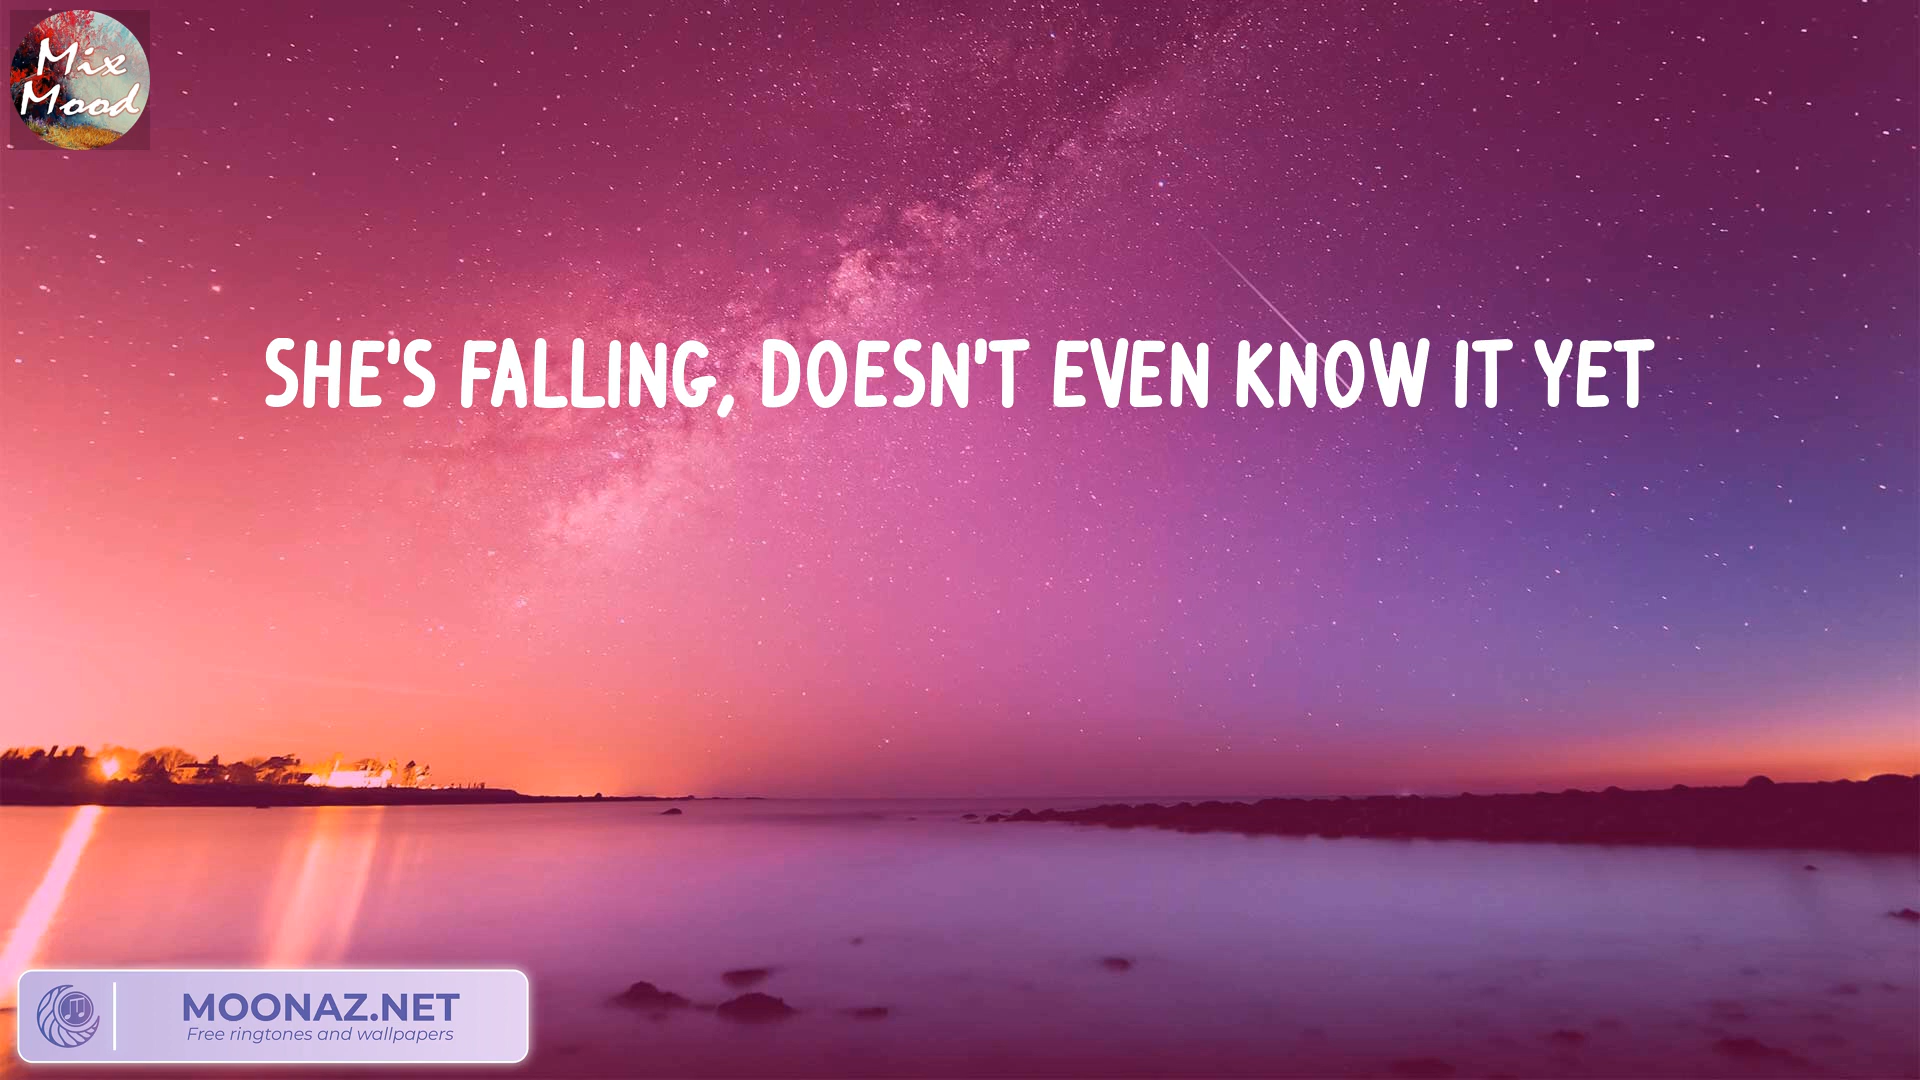 Mix
Mood
SHE'S FALLING, DOESN'T EVEN KNOW IT YET
MOONAZ.NET
Free ringtones and wallpapers